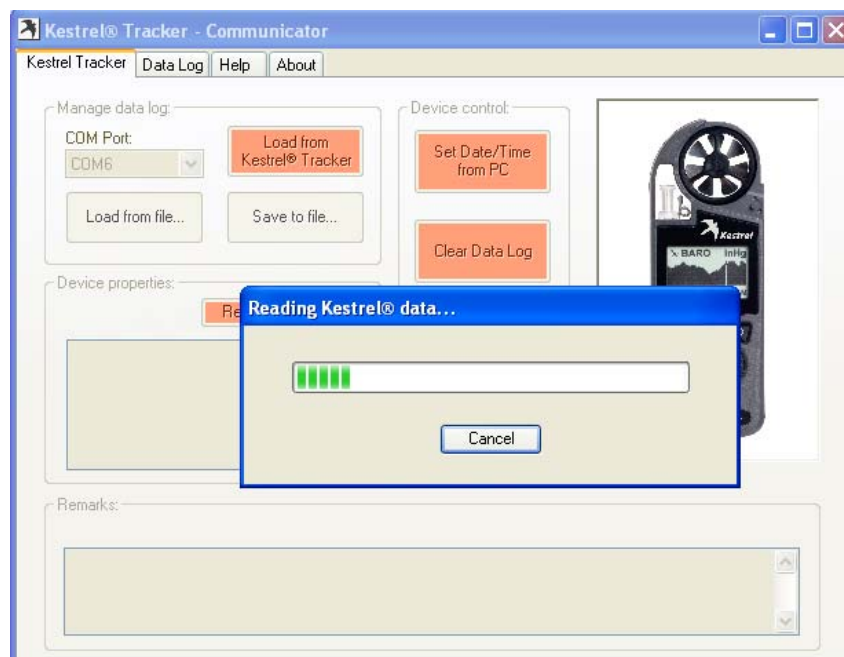 Kestrel® Tracker - Communicator
Kestrel Tracker
Data Log
Help
About
Manage data log:
COM Port:
COM6
Load from
Kestrel® Tracker
Load from file...
Save to file...
Device control:
Set Date/Time
from PC
Clear Data Log
Kestrel
BARO inHg
Device properties:
Re
Reading Kestrel® data...
Cancel
Remarks: